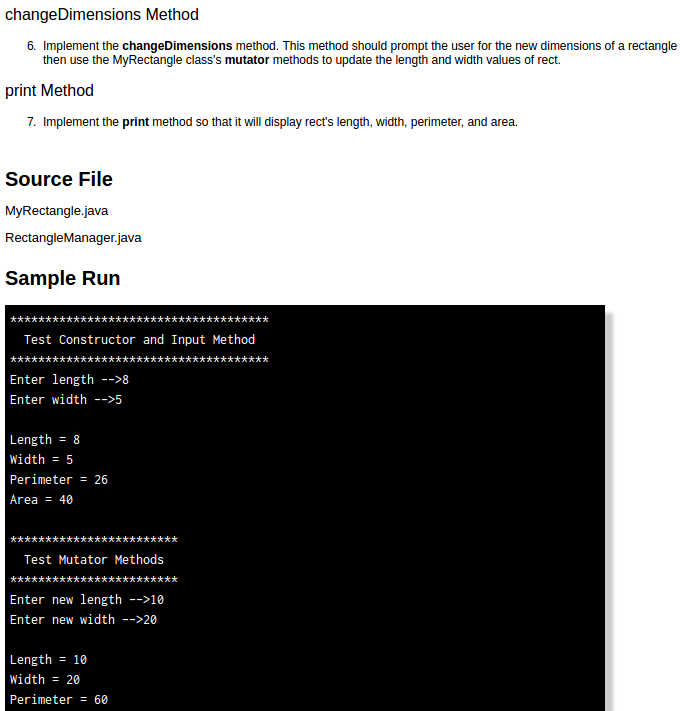 changeDimensions Method
6. Implement the changeDimensions method. This method should prompt the user for the new dimensions of a rectangle
then use the MyRectangle class's mutator methods to update the length and width values of rect.
print Method
7. Implement the print method so that it will display rect's length, width, perimeter, and area.
Source File
MyRectangle.java
RectangleManager.java
Sample Run
*************************************
Test Constructor and Input Method
*************************************
Enter length -->8
Enter width -->5
Length = 8
Width = 5
Perimeter = 26
Area = 40
************************
Test Mutator Methods
************************
Enter new length -->10
Enter new width -->20
Length = 10
Width = 20
Perimeter = 60